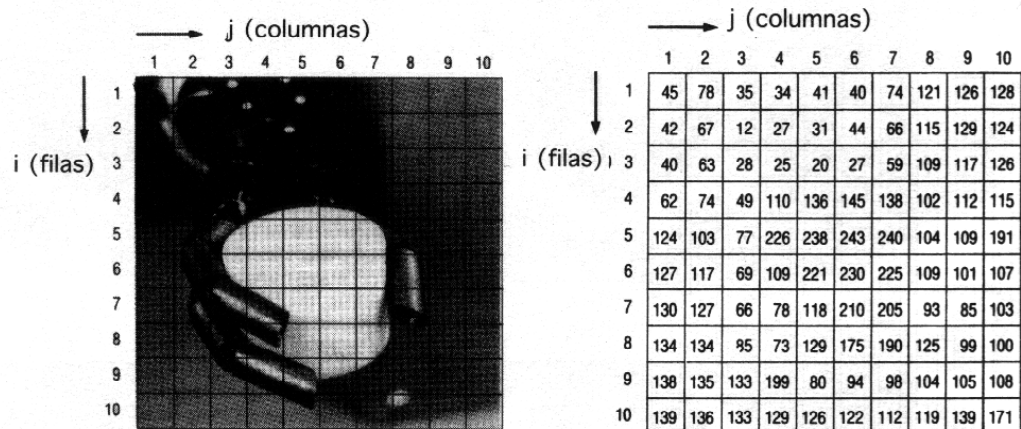 j (columnas)
1 2 3 4 5 6 7 8 9 10
i (filas)
1
2
3
4
5
6
7
8
9
10
j (columnas)
1 2 3 4 5 6 7 8 9 10
i (filas)
1 45 78 35 34 41 40 74 121 126 128
2 42 67 12 27 31 44 66 115 129 124
3 40 63 28 25 20 27 59 109 117 126
4 62 74 49 110 136 145 138 102 112 115
5 124 103 77 226 238 243 240 104 109 191
6 127 117 69 109 221 230 225 109 101 107
7 130 127 66 78 118 210 205 93 85 103
8 134 134 85 73 129 175 190 125 99 100
9 138 135 133 199 80 94 98 104 105 108
10 139 136 133 129 126 122 112 119 139 171